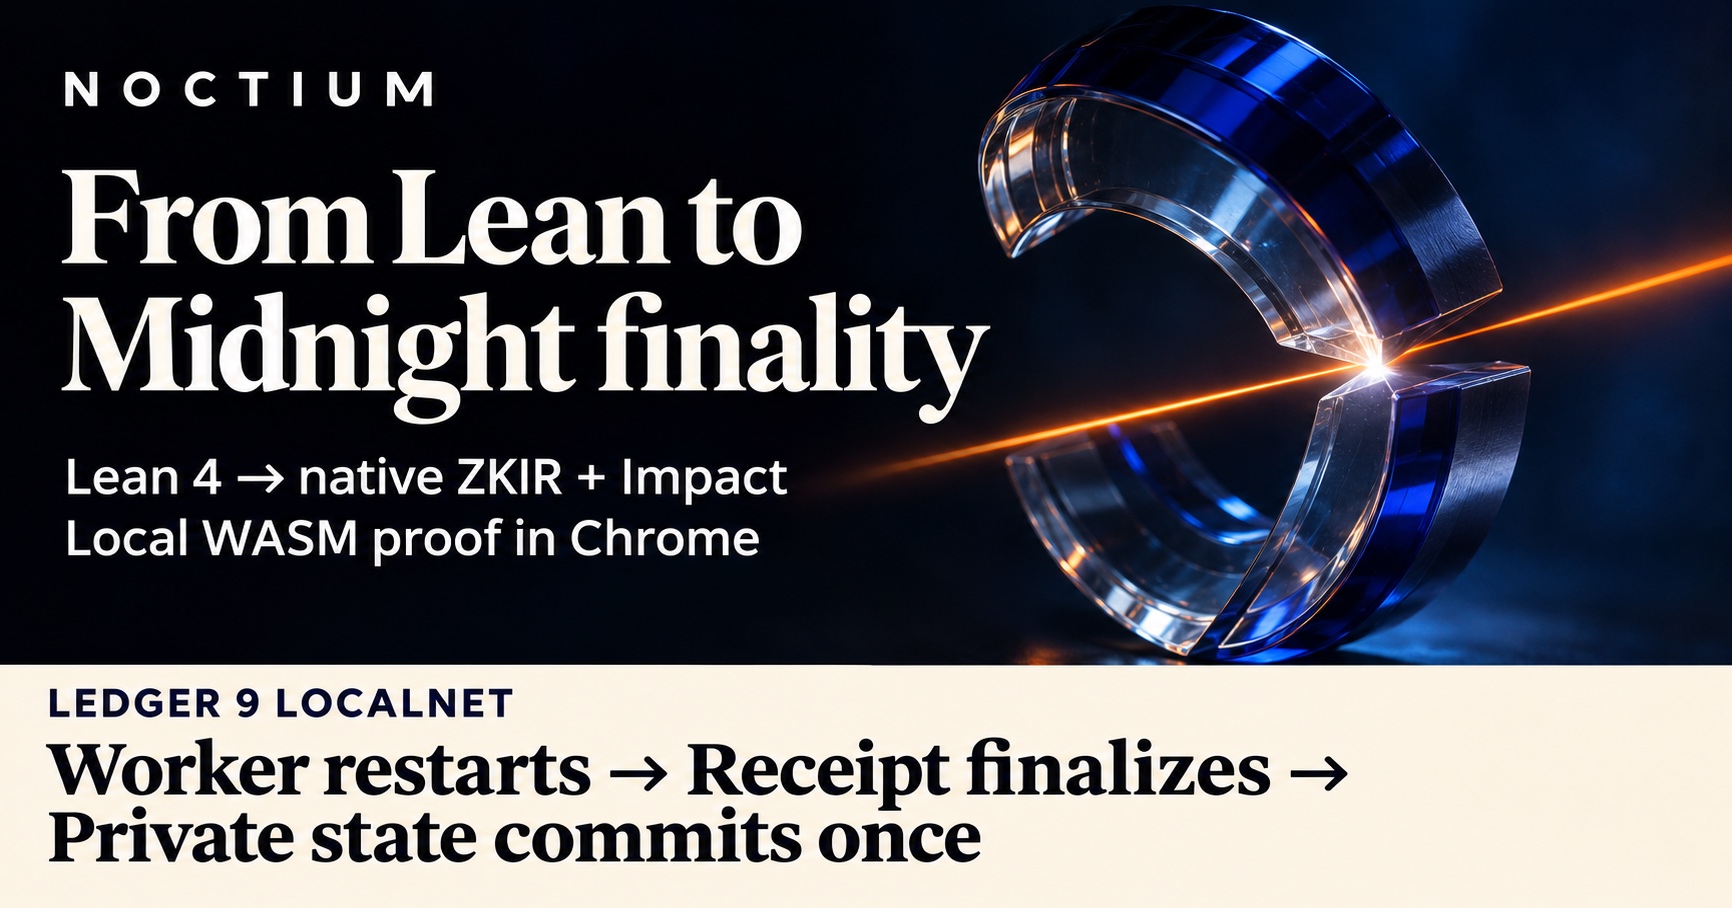 NOCTIUM
From Lean to
Midnight finality
Lean 4 → native ZKIR + Impact
Local WASM proof in Chrome
LEDGER 9 LOCALNET
Worker restarts → Receipt finalizes →
Private state commits once